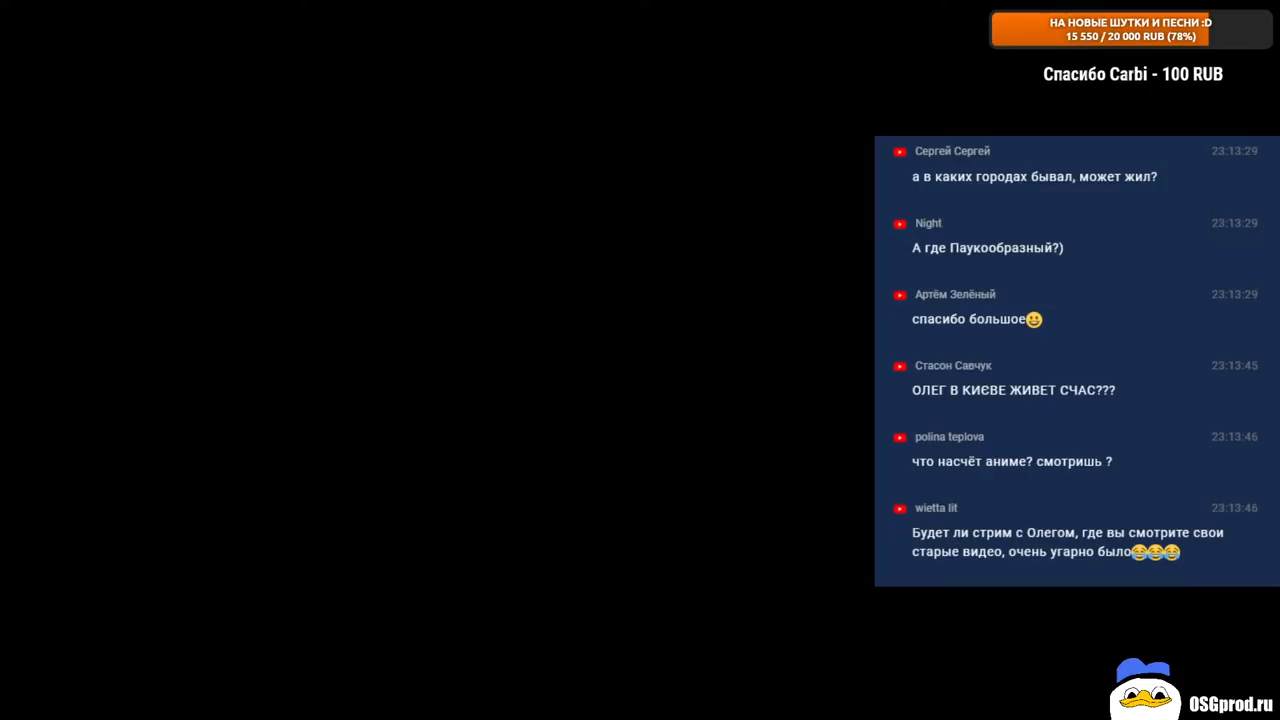 НА НОВЫЕ ШУТКИ И ПЕСНИ :D
15 550 / 20 000 RUB (78%)
Спасибо Carbi - 100 RUB
Сергей Сергей 23:13:29
а в каких городах бывал, может жил?
Night 23:13:29
А где Паукообразный?)
Артём Зелёный 23:13:29
спасибо большое😃
Стасон Савчук 23:13:45
ОЛЕГ В КИЄВЕ ЖИВЕТ СЧАС???
polina teplova 23:13:46
что насчёт аниме? смотришь ?
wietta lit 23:13:46
Будет ли стрим с Олегом, где вы смотрите свои
старые видео, очень угарно было😂😂😂
OSGprod.ru